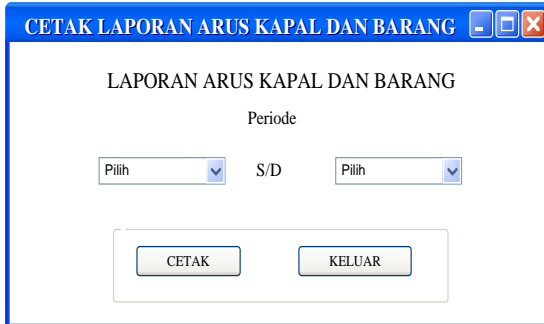 CETAK LAPORAN ARUS KAPAL DAN BARANG
LAPORAN ARUS KAPAL DAN BARANG
Periode
Pilih S/D Pilih
CETAK KELUAR